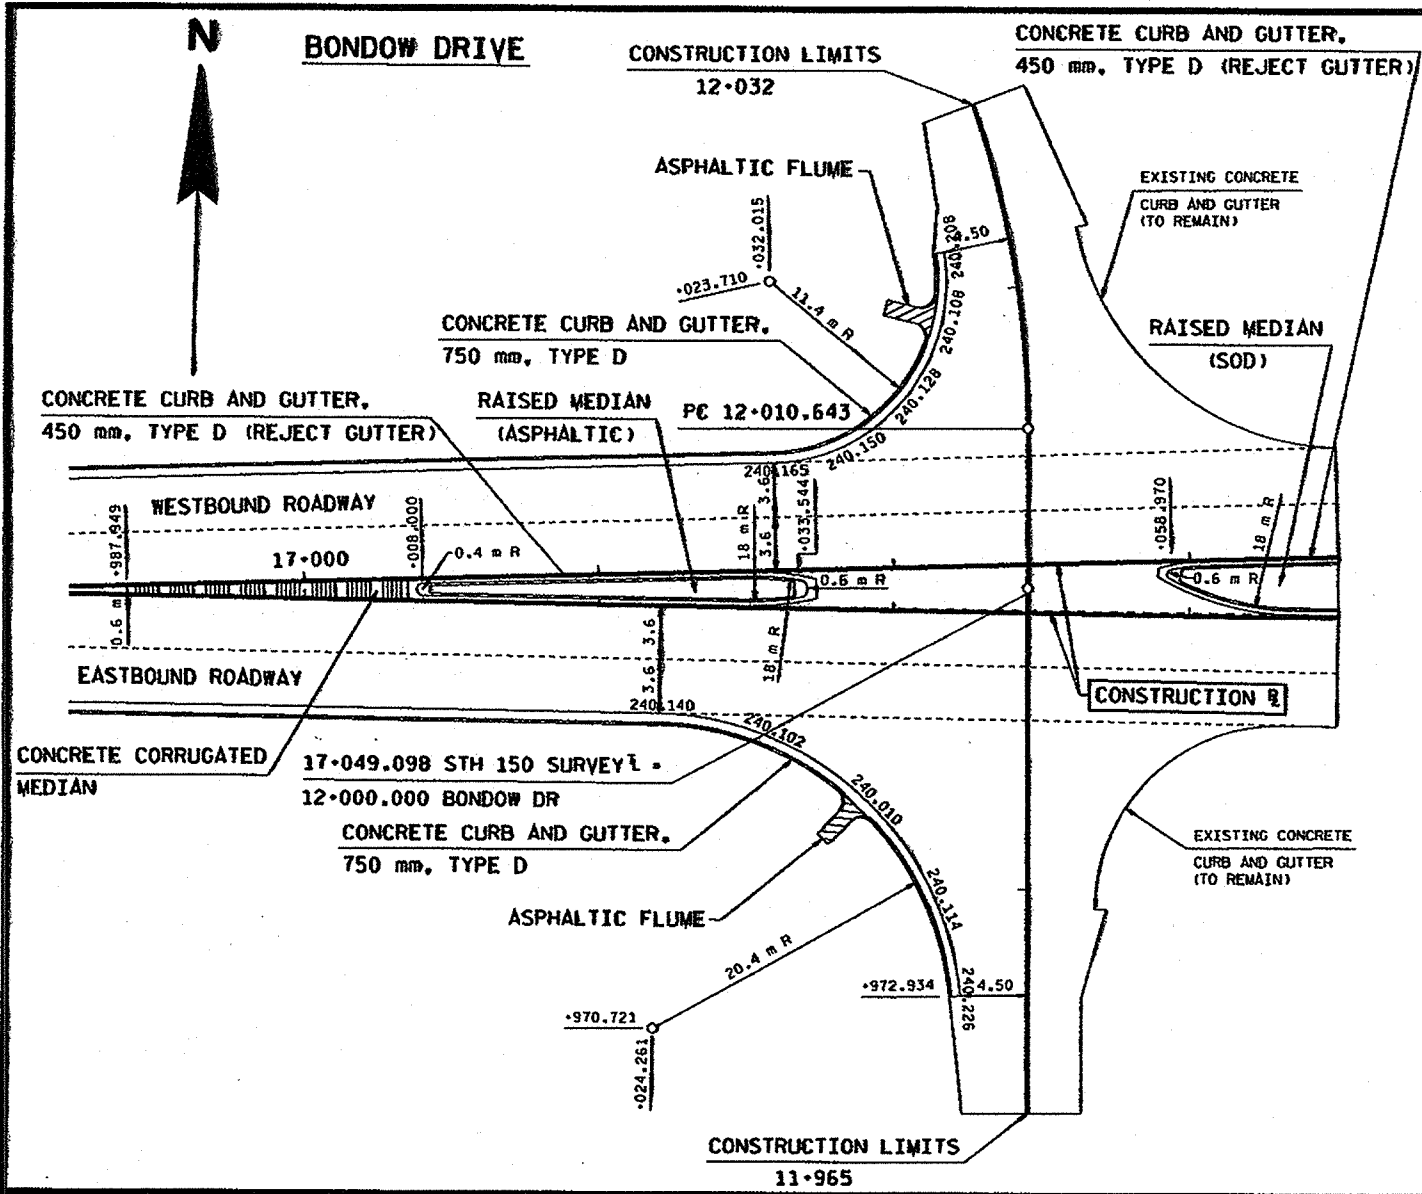 N
BONDOW DRIVE
CONSTRUCTION LIMITS
12+032
CONCRETE CURB AND GUTTER,
450 mm, TYPE D (REJECT GUTTER)
ASPHALTIC FLUME
EXISTING CONCRETE
CURB AND GUTTER
(TO REMAIN)
+032.015
+023.710
11.4 m R
240.208
4.50
240.108
240.128
240.150
240.165
CONCRETE CURB AND GUTTER,
750 mm, TYPE D
RAISED MEDIAN
(SOD)
CONCRETE CURB AND GUTTER,
450 mm, TYPE D (REJECT GUTTER)
RAISED MEDIAN
(ASPHALTIC)
PC 12+010.643
WESTBOUND ROADWAY
+987.949
+008.000
17+000
0.4 m R
18 m R
3.6
3.6
+033.544
0.6 m R
+058.970
18 m R
0.6 m R
0.6 m
3.6
3.6
18 m R
EASTBOUND ROADWAY
240.140
240.102
CONSTRUCTION ⅊
CONCRETE CORRUGATED
MEDIAN
17+049.098 STH 150 SURVEY =
12+000.000 BONDOW DR
240.010
CONCRETE CURB AND GUTTER,
750 mm, TYPE D
EXISTING CONCRETE
CURB AND GUTTER
(TO REMAIN)
ASPHALTIC FLUME
240.114
20.4 m R
+972.934
4.50
240.226
+970.721
+024.261
CONSTRUCTION LIMITS
11+965